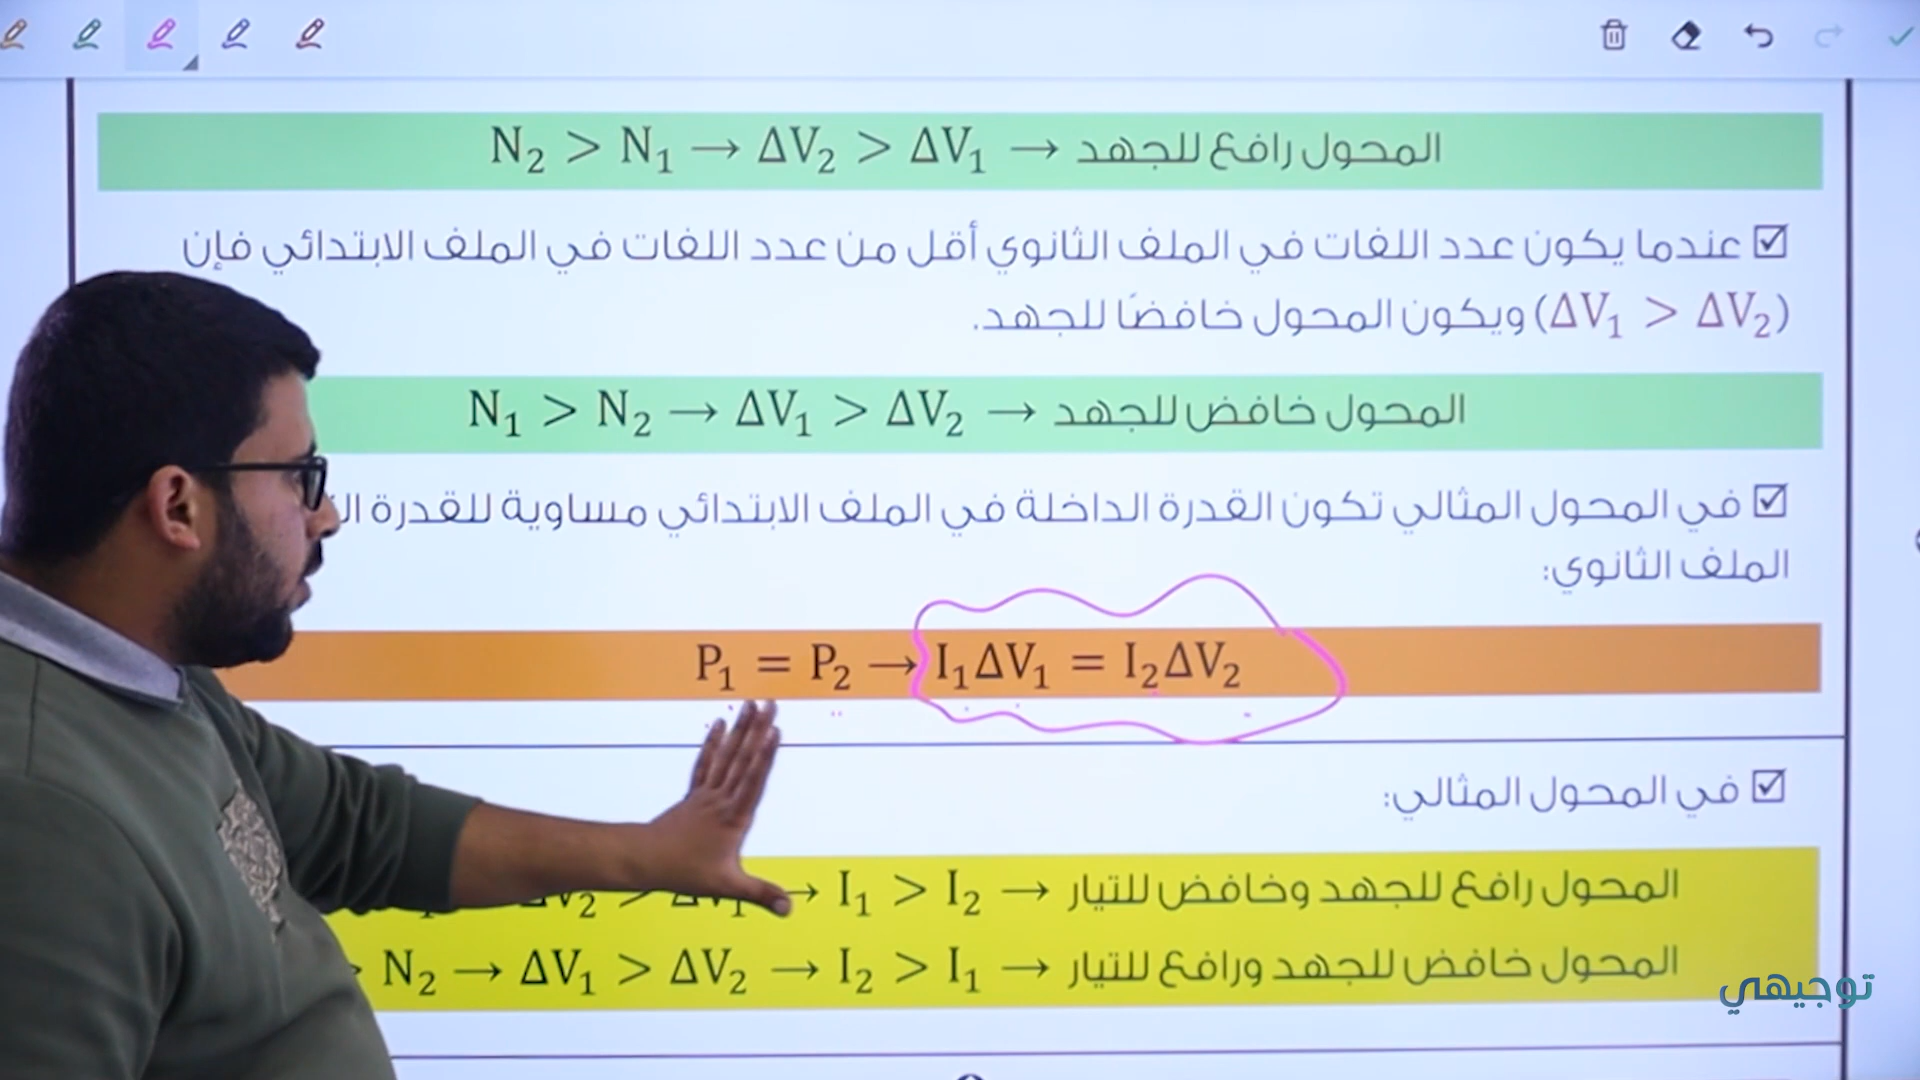 N₂ > N₁ → ΔV₂ > ΔV₁ → المحول رافع للجهد
☑ عندما يكون عدد اللفات في الملف الثانوي أقل من عدد اللفات في الملف الابتدائي فإن
(ΔV₁ > ΔV₂) ويكون المحول خافضًا للجهد.
N₁ > N₂ → ΔV₁ > ΔV₂ → المحول خافض للجهد
☑ في المحول المثالي تكون القدرة الداخلة في الملف الابتدائي مساوية للقدرة
الملف الثانوي:
P₁ = P₂ → I₁ΔV₁ = I₂ΔV₂
☑ في المحول المثالي:
→ I₁ > I₂ → المحول رافع للجهد وخافض للتيار
> N₂ → ΔV₁ > ΔV₂ → I₂ > I₁ → المحول خافض للجهد ورافع للتيار
توجيهي